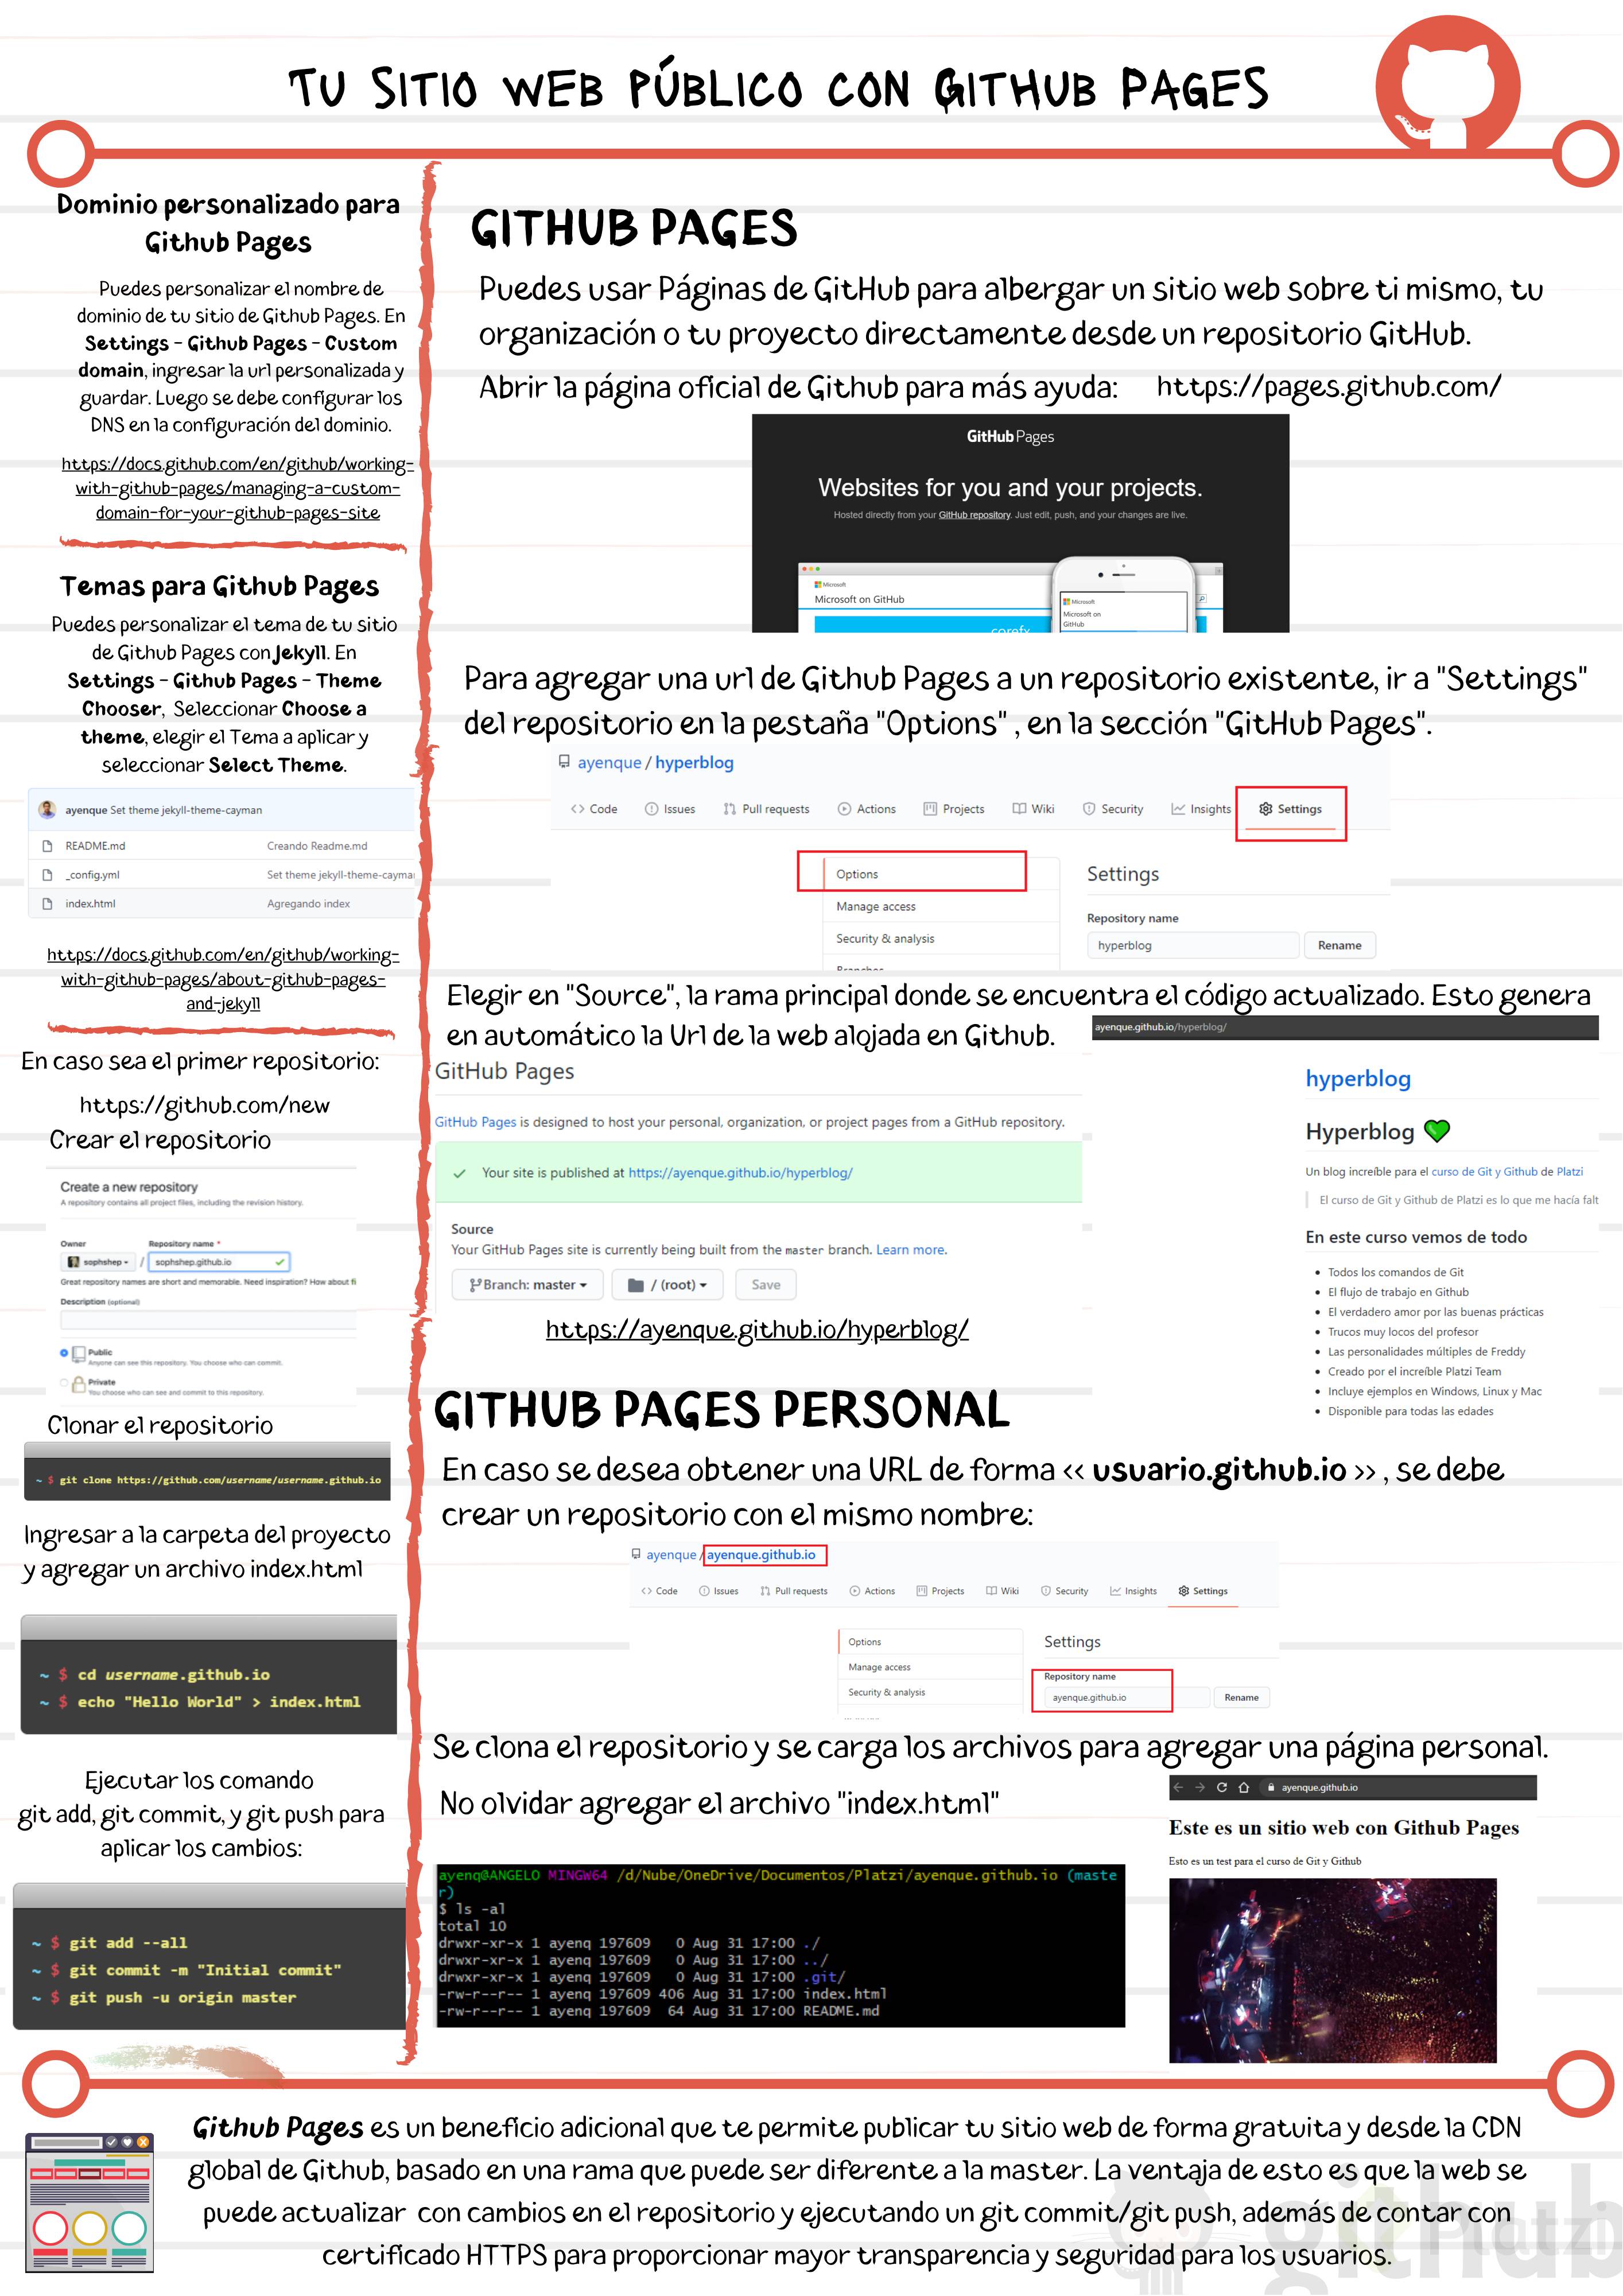 TU SITIO WEB PÚBLICO CON GITHUB PAGES
Dominio personalizado para
Github Pages
Puedes personalizar el nombre de
dominio de tu sitio de Github Pages. En
Settings - Github Pages - Custom
domain, ingresar la url personalizada y
guardar. Luego se debe configurar los
DNS en la configuración del dominio.
https://docs.github.com/en/github/working-
with-github-pages/managing-a-custom-
domain-for-your-github-pages-site
Temas para Github Pages
Puedes personalizar el tema de tu sitio
de Github Pages con Jekyll. En
Settings - Github Pages - Theme
Chooser, Seleccionar Choose a
theme, elegir el Tema a aplicar y
seleccionar Select Theme.
ayenque Set theme jekyll-theme-cayman
README.md Creando Readme.md
_config.yml Set theme jekyll-theme-cayma
index.html Agregando index
https://docs.github.com/en/github/working-
with-github-pages/about-github-pages-
and-jekyll
En caso sea el primer repositorio:
https://github.com/new
Crear el repositorio
Create a new repository
A repository contains all project files, including the revision history.
Owner Repository name *
sophshep / sophshep.github.io
Great repository names are short and memorable. Need inspiration? How about fi
Description (optional)
Public
Anyone can see this repository. You choose who can commit.
Private
You choose who can see and commit to this repository.
Clonar el repositorio
~ $ git clone https://github.com/username/username.github.io
Ingresar a la carpeta del proyecto
y agregar un archivo index.html
~ $ cd username.github.io
~ $ echo "Hello World" > index.html
Ejecutar los comando
git add, git commit, y git push para
aplicar los cambios:
~ $ git add --all
~ $ git commit -m "Initial commit"
~ $ git push -u origin master
GITHUB PAGES
Puedes usar Páginas de GitHub para albergar un sitio web sobre ti mismo, tu
organización o tu proyecto directamente desde un repositorio GitHub.
Abrir la página oficial de Github para más ayuda: https://pages.github.com/
GitHub Pages
Websites for you and your projects.
Hosted directly from your GitHub repository. Just edit, push, and your changes are live.
Microsoft
Microsoft on GitHub
corefx
Microsoft
Microsoft on
GitHub
Para agregar una url de Github Pages a un repositorio existente, ir a "Settings"
del repositorio en la pestaña "Options" , en la sección "GitHub Pages".
ayenque / hyperblog
Code Issues Pull requests Actions Projects Wiki Security Insights Settings
Options
Manage access
Security & analysis
Branches
Settings
Repository name
hyperblog Rename
Elegir en "Source", la rama principal donde se encuentra el código actualizado. Esto genera
en automático la Url de la web alojada en Github.
GitHub Pages
GitHub Pages is designed to host your personal, organization, or project pages from a GitHub repository.
Your site is published at https://ayenque.github.io/hyperblog/
Source
Your GitHub Pages site is currently being built from the master branch. Learn more.
Branch: master / (root) Save
https://ayenque.github.io/hyperblog/
ayenque.github.io/hyperblog/
hyperblog
Hyperblog
Un blog increíble para el curso de Git y Github de Platzi
El curso de Git y Github de Platzi es lo que me hacía falt
En este curso vemos de todo
Todos los comandos de Git
El flujo de trabajo en Github
El verdadero amor por las buenas prácticas
Trucos muy locos del profesor
Las personalidades múltiples de Freddy
Creado por el increíble Platzi Team
Incluye ejemplos en Windows, Linux y Mac
Disponible para todas las edades
GITHUB PAGES PERSONAL
En caso se desea obtener una URL de forma << usuario.github.io >> , se debe
crear un repositorio con el mismo nombre:
ayenque / ayenque.github.io
Code Issues Pull requests Actions Projects Wiki Security Insights Settings
Options
Manage access
Security & analysis
Settings
Repository name
ayenque.github.io Rename
Se clona el repositorio y se carga los archivos para agregar una página personal.
No olvidar agregar el archivo "index.html"
ayenq@ANGELO MINGW64 /d/Nube/OneDrive/Documentos/Platzi/ayenque.github.io (maste
r)
$ ls -al
total 10
drwxr-xr-x 1 ayenq 197609   0 Aug 31 17:00 ./
drwxr-xr-x 1 ayenq 197609   0 Aug 31 17:00 ../
drwxr-xr-x 1 ayenq 197609   0 Aug 31 17:00 .git/
-rw-r--r-- 1 ayenq 197609 406 Aug 31 17:00 index.html
-rw-r--r-- 1 ayenq 197609  64 Aug 31 17:00 README.md
ayenque.github.io
Este es un sitio web con Github Pages
Esto es un test para el curso de Git y Github
Github Pages es un beneficio adicional que te permite publicar tu sitio web de forma gratuita y desde la CDN
global de Github, basado en una rama que puede ser diferente a la master. La ventaja de esto es que la web se
puede actualizar con cambios en el repositorio y ejecutando un git commit/git push, además de contar con
certificado HTTPS para proporcionar mayor transparencia y seguridad para los usuarios.
github
Platzi